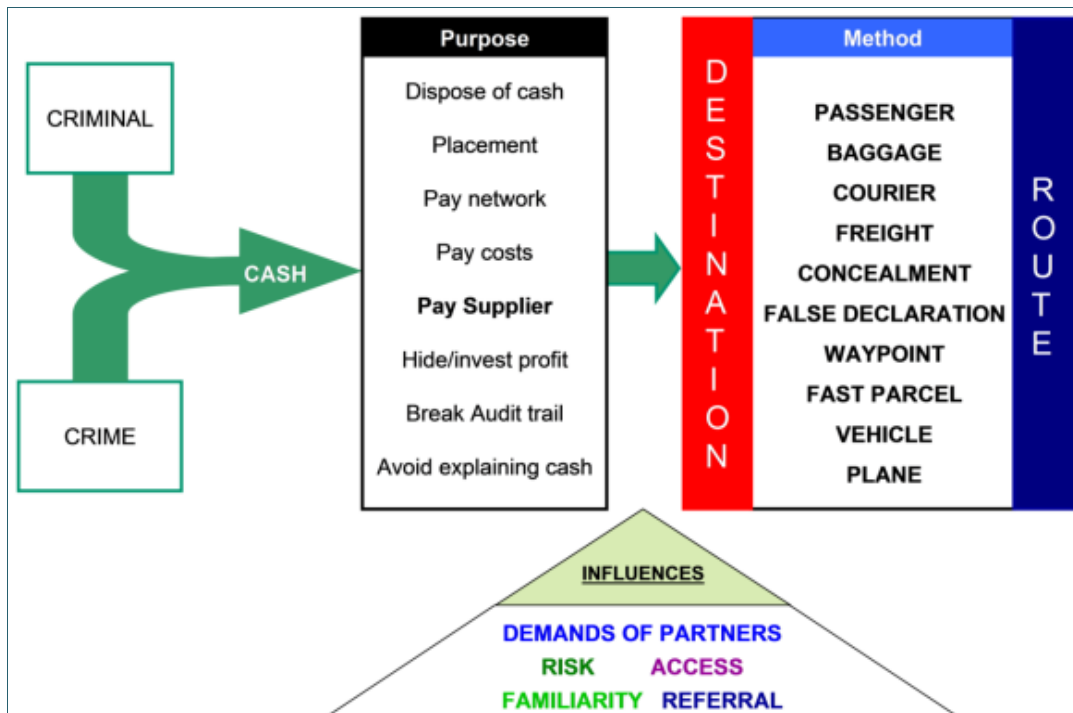 CRIMINAL
CRIME
CASH
Purpose
Dispose of cash
Placement
Pay network
Pay costs
Pay Supplier
Hide/invest profit
Break Audit trail
Avoid explaining cash
DESTINATION
Method
PASSENGER
BAGGAGE
COURIER
FREIGHT
CONCEALMENT
FALSE DECLARATION
WAYPOINT
FAST PARCEL
VEHICLE
PLANE
ROUTE
INFLUENCES
DEMANDS OF PARTNERS
RISK ACCESS
FAMILIARITY REFERRAL